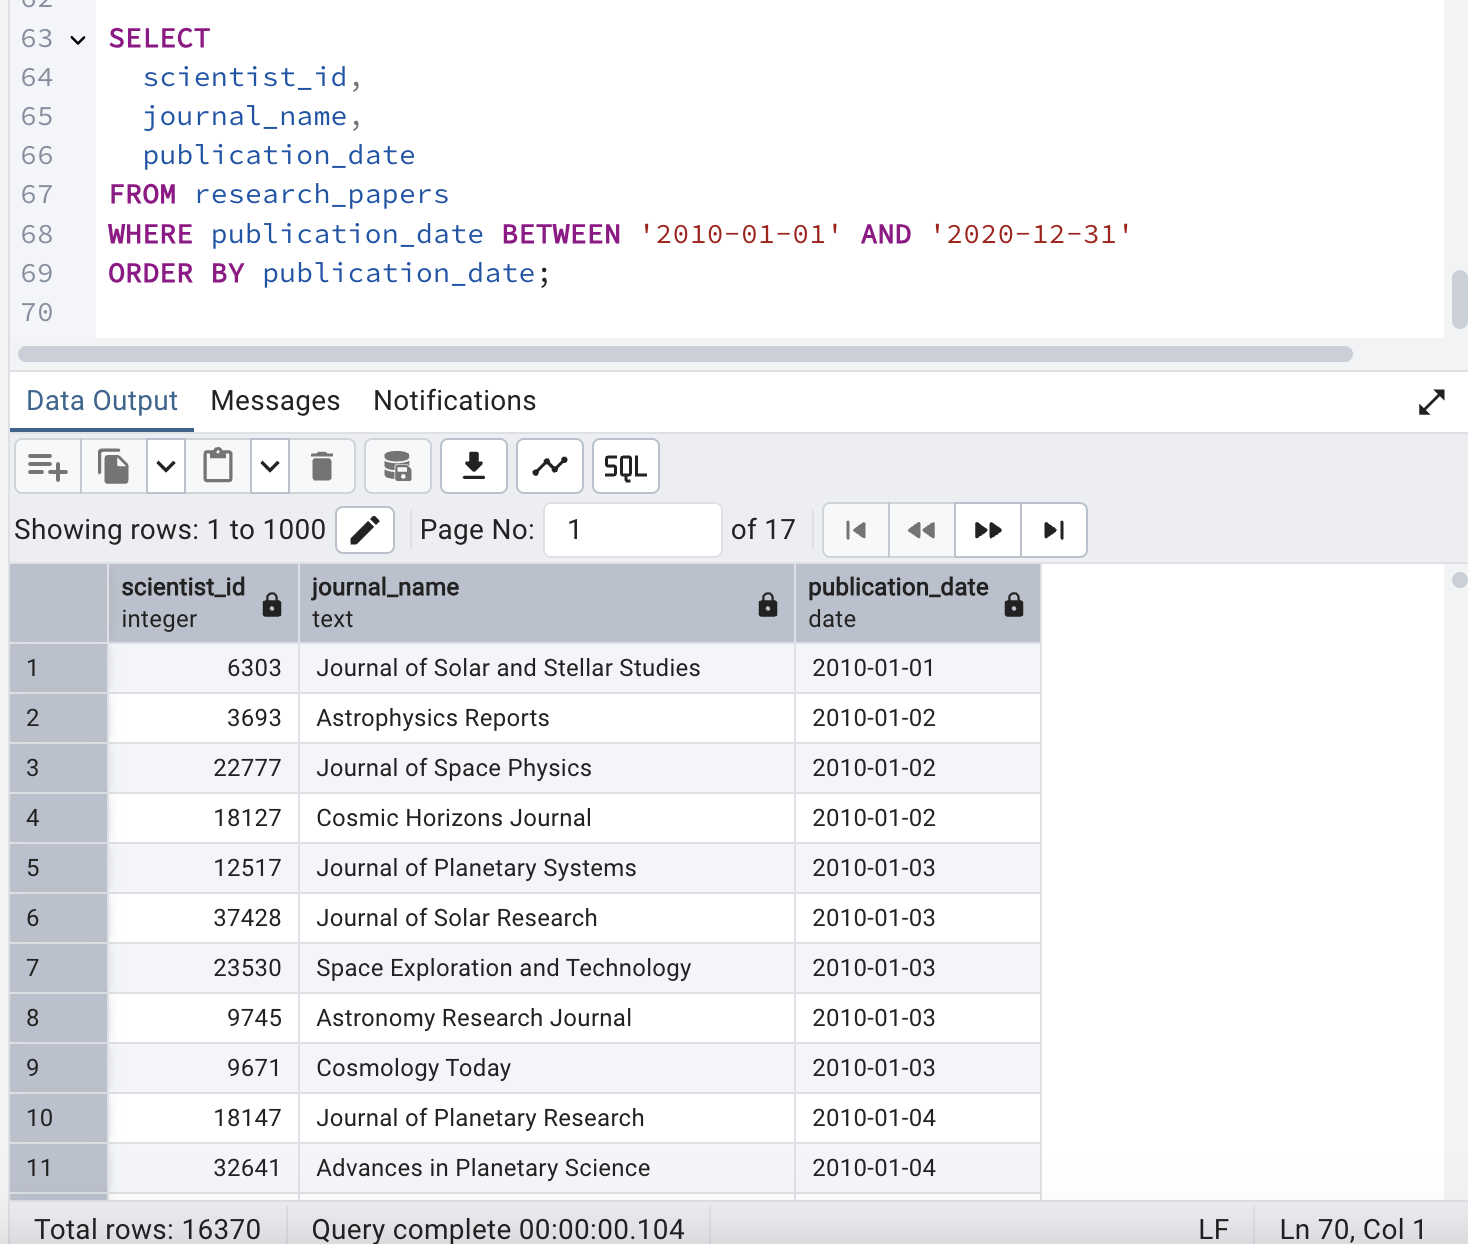 62
63 SELECT
64 scientist_id,
65 journal_name,
66 publication_date
67 FROM research_papers
68 WHERE publication_date BETWEEN '2010-01-01' AND '2020-12-31'
69 ORDER BY publication_date;
70
Data Output Messages Notifications
SQL
Showing rows: 1 to 1000 Page No: 1 of 17
scientist_id journal_name publication_date
integer text date
1 6303 Journal of Solar and Stellar Studies 2010-01-01
2 3693 Astrophysics Reports 2010-01-02
3 22777 Journal of Space Physics 2010-01-02
4 18127 Cosmic Horizons Journal 2010-01-02
5 12517 Journal of Planetary Systems 2010-01-03
6 37428 Journal of Solar Research 2010-01-03
7 23530 Space Exploration and Technology 2010-01-03
8 9745 Astronomy Research Journal 2010-01-03
9 9671 Cosmology Today 2010-01-03
10 18147 Journal of Planetary Research 2010-01-04
11 32641 Advances in Planetary Science 2010-01-04
Total rows: 16370 Query complete 00:00:00.104 LF Ln 70, Col 1